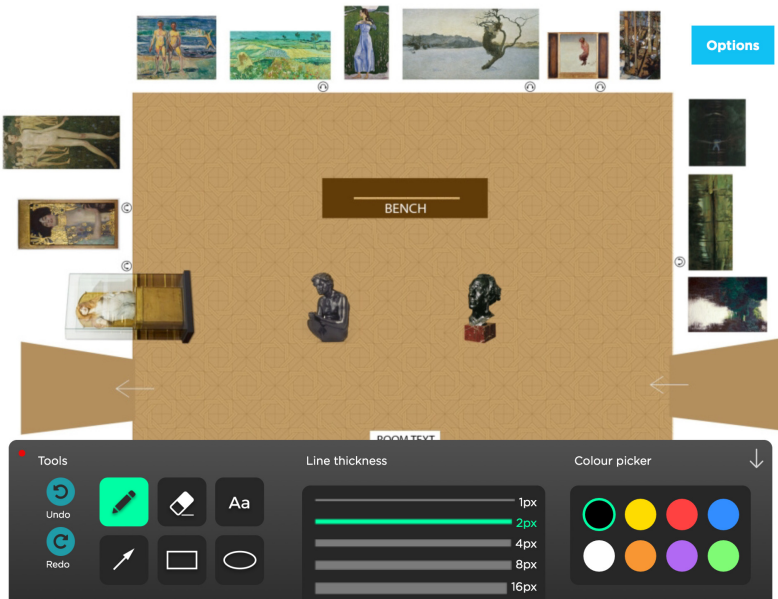 Options
BENCH
ROOM TEXT
Tools
Line thickness
Colour picker
Undo
Aa
1px
2px
4px
Redo
8px
16px